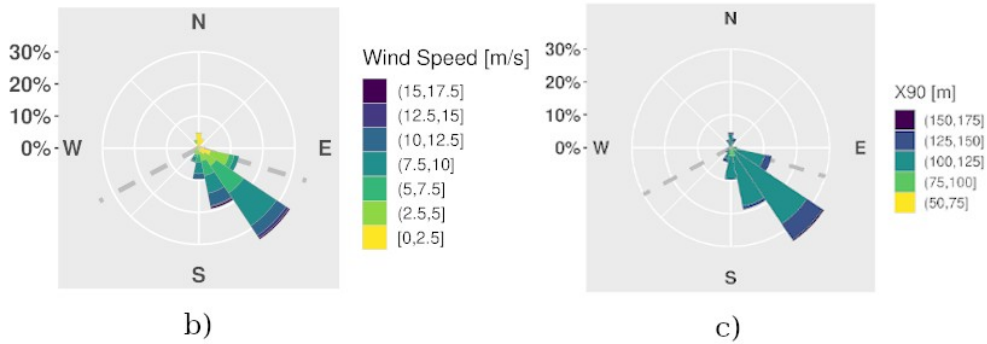 N
30%
20%
10%
0%
W
E
S
Wind Speed [m/s]
(15,17.5]
(12.5,15]
(10,12.5]
(7.5,10]
(5,7.5]
(2.5,5]
[0,2.5]
b)
N
30%
20%
10%
0%
W
E
S
X90 [m]
(150,175]
(125,150]
(100,125]
(75,100]
(50,75]
c)